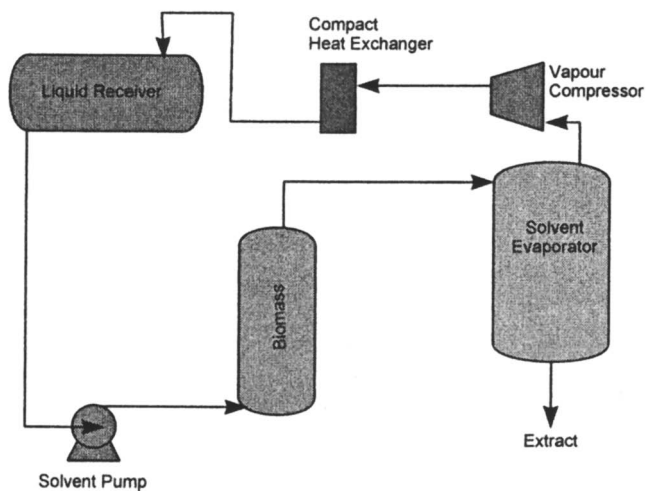 Compact
Heat Exchanger
Liquid Receiver
Vapour
Compressor
Solvent
Evaporator
Biomass
Extract
Solvent Pump